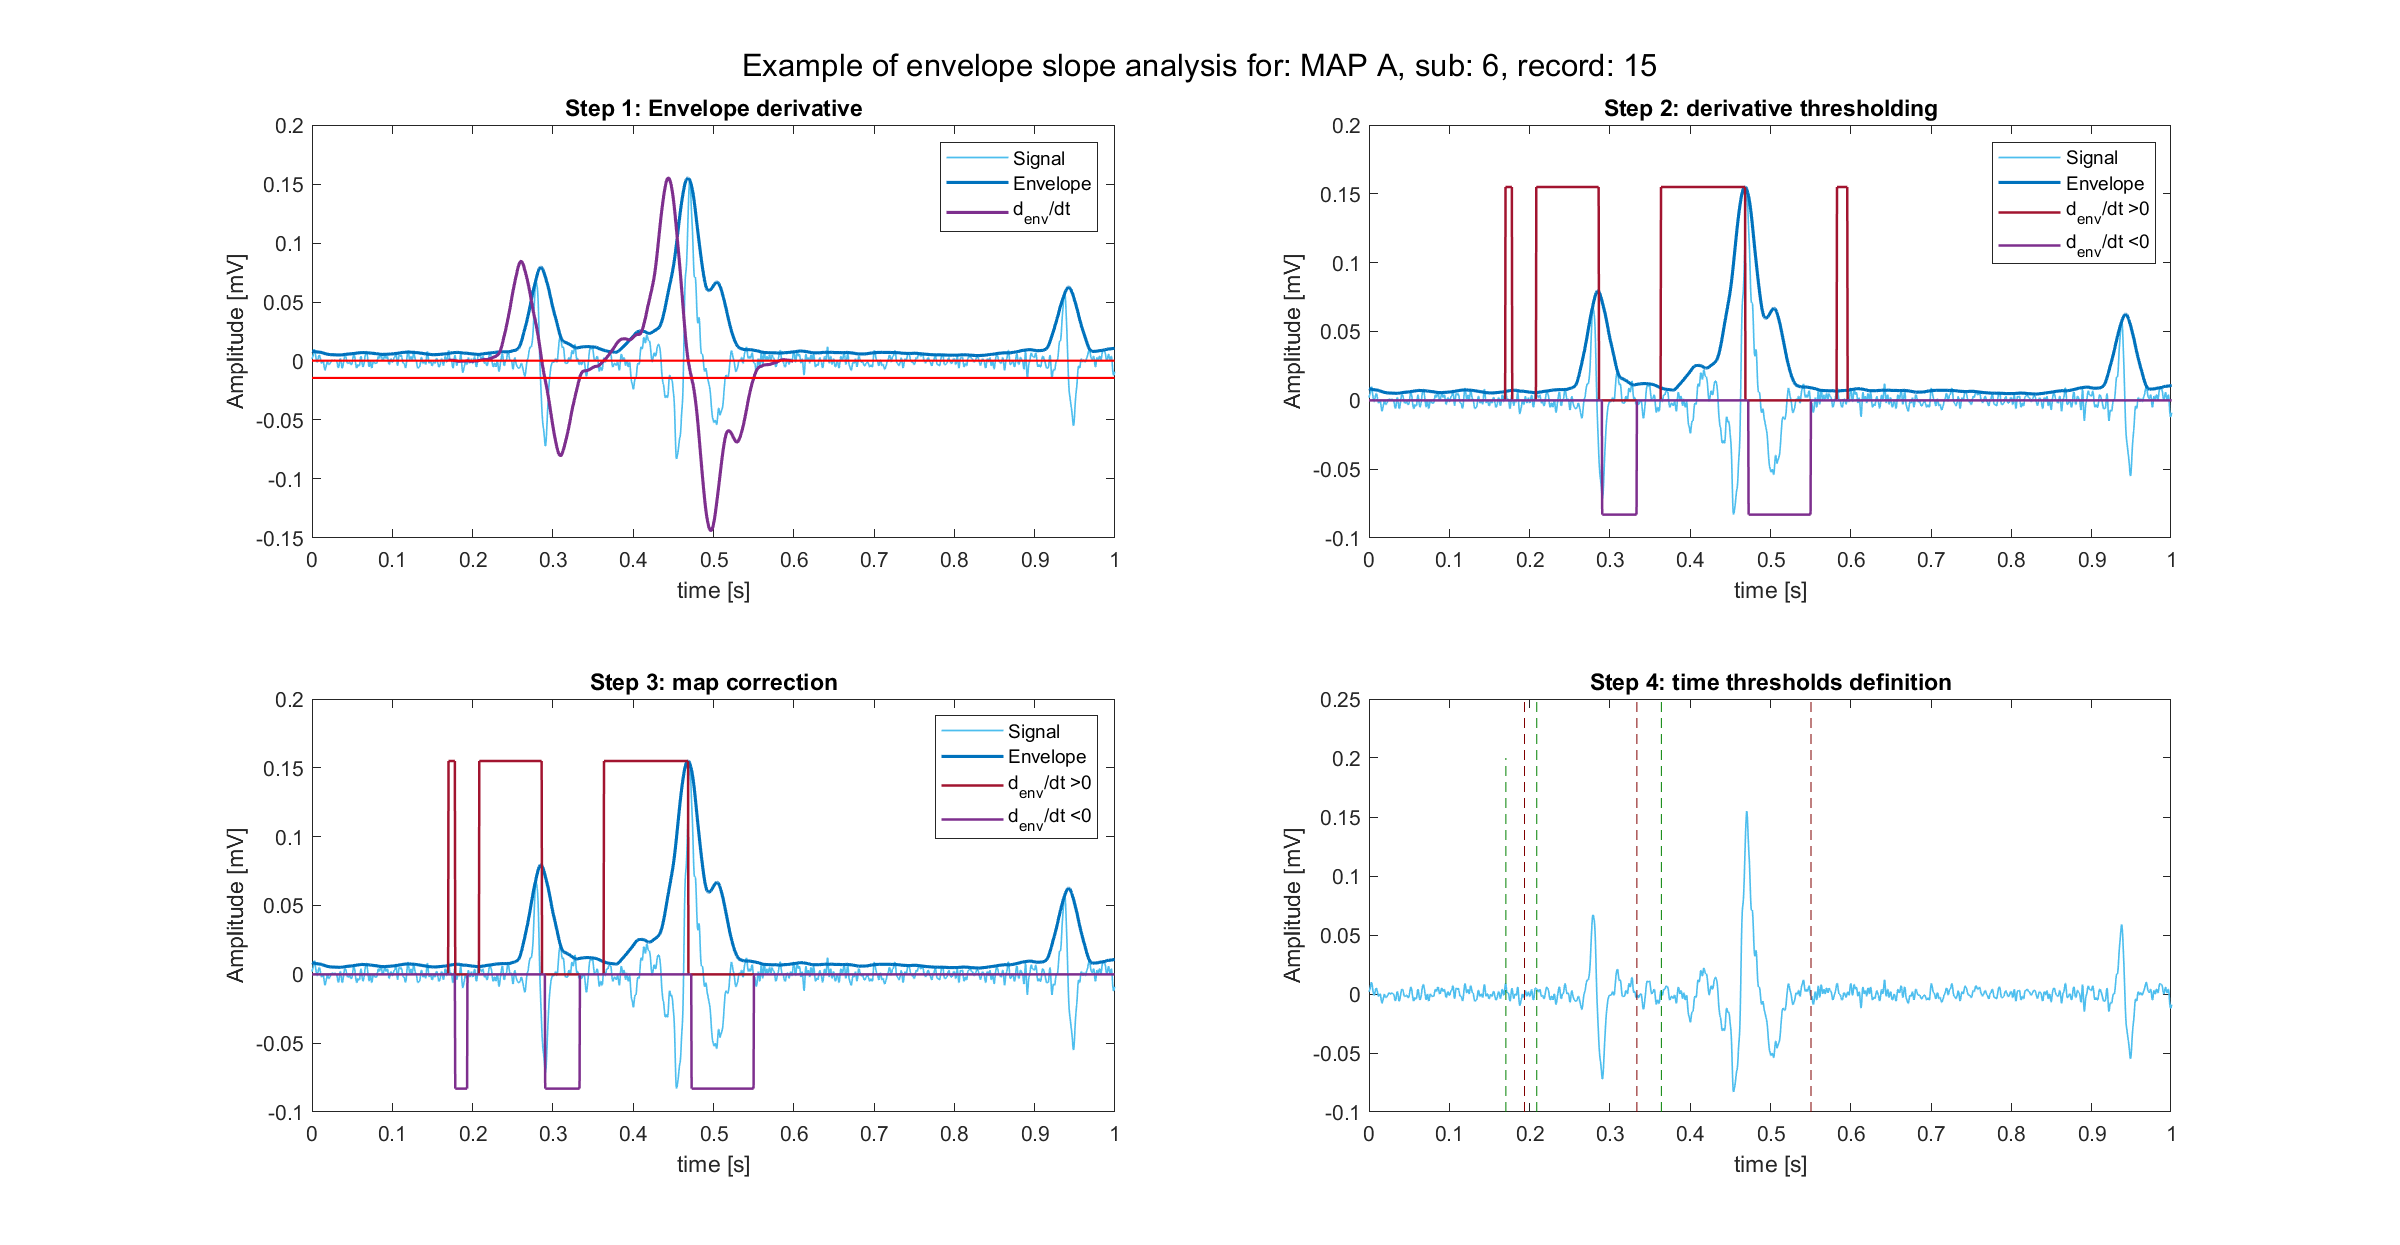 Example of envelope slope analysis for: MAP A, sub: 6, record: 15
Step 1: Envelope derivative
0.2
0.15
0.1
0.05
0
-0.05
-0.1
-0.15
Amplitude [mV]
0 0.1 0.2 0.3 0.4 0.5 0.6 0.7 0.8 0.9 1
time [s]
Signal
Envelope
denv/dt
Step 2: derivative thresholding
0.2
0.15
0.1
0.05
0
-0.05
-0.1
Amplitude [mV]
0 0.1 0.2 0.3 0.4 0.5 0.6 0.7 0.8 0.9 1
time [s]
Signal
Envelope
denv/dt >0
denv/dt <0
Step 3: map correction
0.2
0.15
0.1
0.05
0
-0.05
-0.1
Amplitude [mV]
0 0.1 0.2 0.3 0.4 0.5 0.6 0.7 0.8 0.9 1
time [s]
Signal
Envelope
denv/dt >0
denv/dt <0
Step 4: time thresholds definition
0.25
0.2
0.15
0.1
0.05
0
-0.05
-0.1
Amplitude [mV]
0 0.1 0.2 0.3 0.4 0.5 0.6 0.7 0.8 0.9 1
time [s]